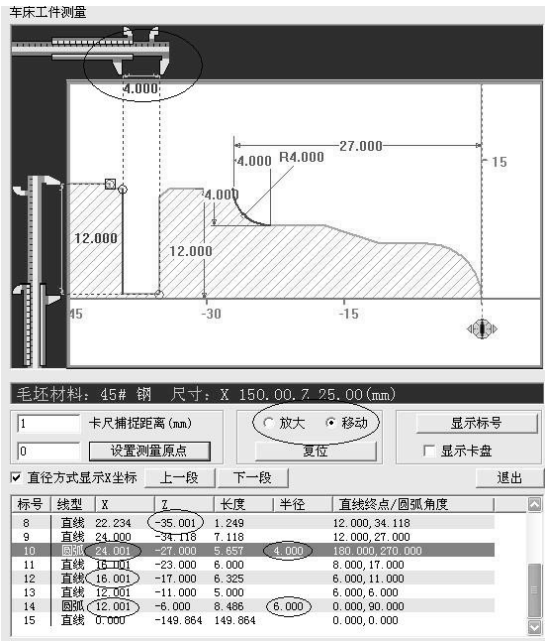 车床工件测量
4.000
27.000
4.000 R4.000
15
4.000
12.000
12.000
45 -30 -15
毛坯材料: 45# 钢 尺寸: X 150.00,Z 25.00(mm)
1 卡尺捕捉距离(mm) 放大 移动 显示标号
0 设置测量原点 复位 显示卡盘
直径方式显示X坐标 上一段 下一段 退出
标号 线型 X Z 长度 半径 直线终点/圆弧角度
8 直线 22.234 -35.001 1.249 12.000,34.118
9 直线 24.000 -34.118 7.118 12.000,27.000
10 圆弧 24.001 -27.000 5.657 4.000 180.000,270.000
11 直线 16.001 -23.000 6.000 8.000,17.000
12 直线 16.001 -17.000 6.325 6.000,11.000
13 直线 12.001 -11.000 5.000 6.000,6.000
14 圆弧 12.001 -6.000 8.486 6.000 0.000,90.000
15 直线 0.000 -149.864 149.864 0.000,0.000